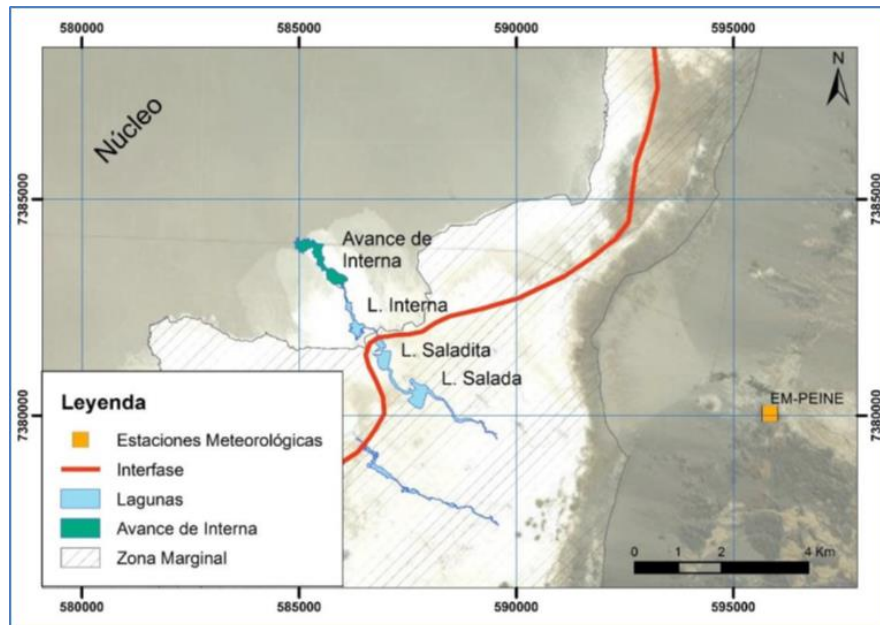 580000 585000 590000 595000
N
Núcleo
7385000 7385000
Avance de
Interna
L. Interna
L. Saladita
L. Salada
EM-PEINE
7380000 7380000
Leyenda
Estaciones Meteorológicas
Interfase
Lagunas
Avance de Interna
Zona Marginal
0 1 2 4 Km
580000 585000 590000 595000